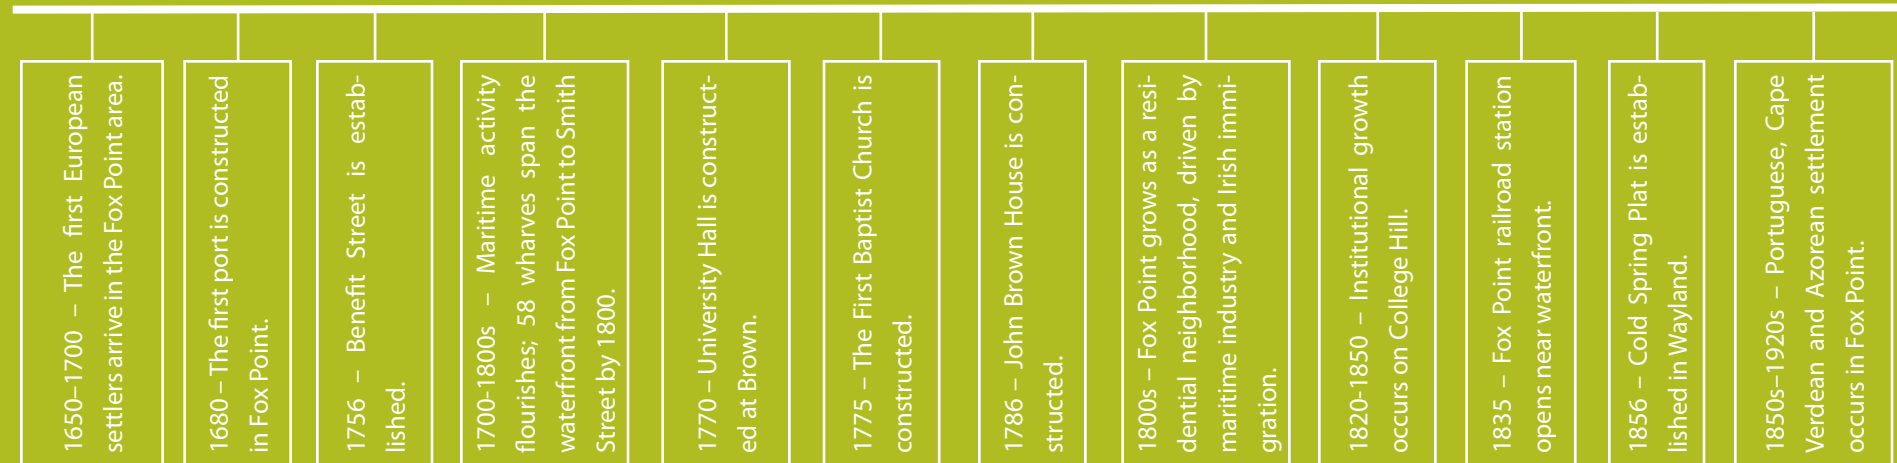 1650–1700 – The first European
settlers arrive in the Fox Point area.
1680 – The first port is constructed
in Fox Point.
1756 – Benefit Street is estab-
lished.
1700-1800s – Maritime activity
flourishes; 58 wharves span the
waterfront from Fox Point to Smith
Street by 1800.
1770 – University Hall is construct-
ed at Brown.
1775 – The First Baptist Church is
constructed.
1786 – John Brown House is con-
structed.
1800s – Fox Point grows as a resi-
dential neighborhood, driven by
maritime industry and Irish immi-
gration.
1820-1850 – Institutional growth
occurs on College Hill.
1835 – Fox Point railroad station
opens near waterfront.
1856 – Cold Spring Plat is estab-
lished in Wayland.
1850s–1920s – Portuguese, Cape
Verdean and Azorean settlement
occurs in Fox Point.